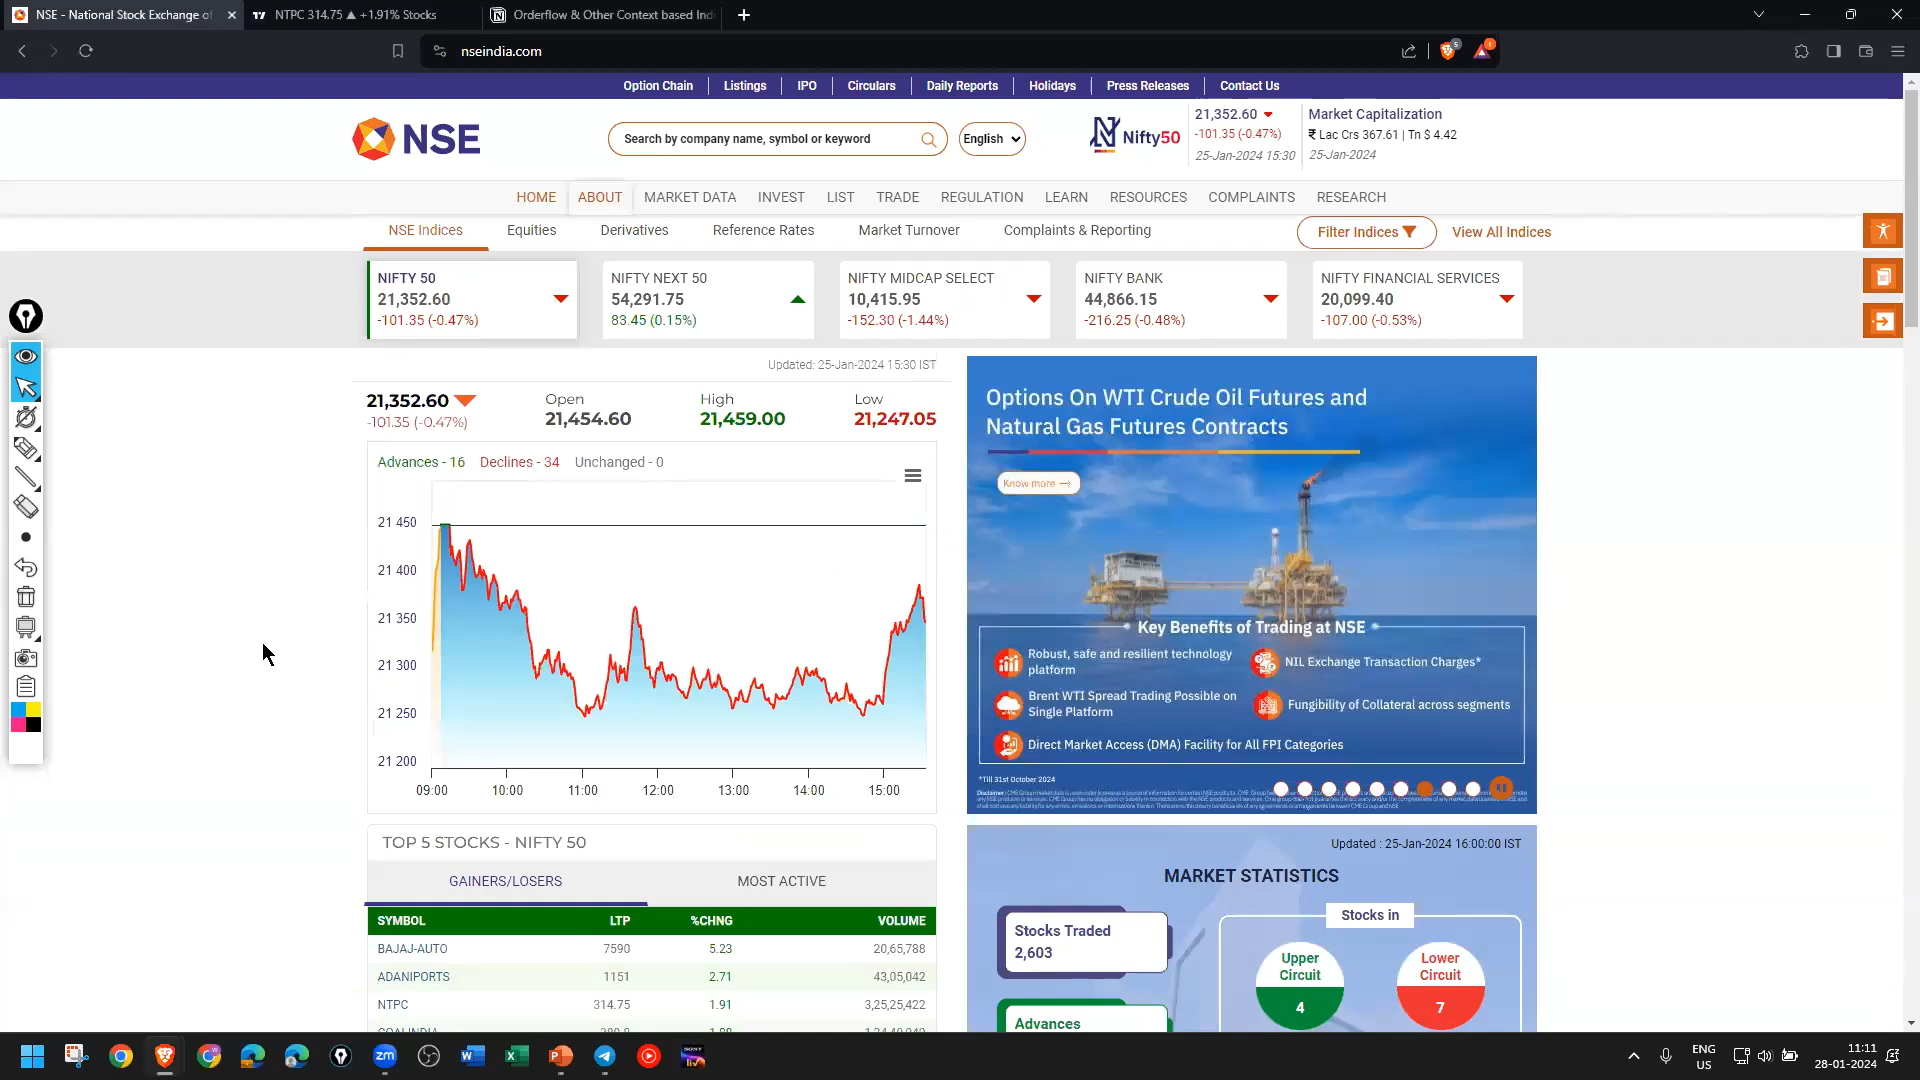 NSE - National Stock Exchange of
NTPC 314.75 ▲ +1.91% Stocks
Orderflow & Other Context based Ind
nseindia.com
Option Chain
Listings
IPO
Circulars
Daily Reports
Holidays
Press Releases
Contact Us
NSE
Search by company name, symbol or keyword
English
Nifty50
21,352.60
-101.35 (-0.47%)
25-Jan-2024 15:30
Market Capitalization
₹ Lac Crs 367.61 | Tn $ 4.42
25-Jan-2024
HOME
ABOUT
MARKET DATA
INVEST
LIST
TRADE
REGULATION
LEARN
RESOURCES
COMPLAINTS
RESEARCH
NSE Indices
Equities
Derivatives
Reference Rates
Market Turnover
Complaints & Reporting
Filter Indices
View All Indices
NIFTY 50
21,352.60
-101.35 (-0.47%)
NIFTY NEXT 50
54,291.75
83.45 (0.15%)
NIFTY MIDCAP SELECT
10,415.95
-152.30 (-1.44%)
NIFTY BANK
44,866.15
-216.25 (-0.48%)
NIFTY FINANCIAL SERVICES
20,099.40
-107.00 (-0.53%)
Updated: 25-Jan-2024 15:30 IST
21,352.60
-101.35 (-0.47%)
Open
21,454.60
High
21,459.00
Low
21,247.05
Advances - 16
Declines - 34
Unchanged - 0
21 450
21 400
21 350
21 300
21 250
21 200
09:00
10:00
11:00
12:00
13:00
14:00
15:00
Options On WTI Crude Oil Futures and
Natural Gas Futures Contracts
Know more →
Key Benefits of Trading at NSE
Robust, safe and resilient technology
platform
NIL Exchange Transaction Charges*
Brent WTI Spread Trading Possible on
Single Platform
Fungibility of Collateral across segments
Direct Market Access (DMA) Facility for All FPI Categories
*Till 31st October 2024
TOP 5 STOCKS - NIFTY 50
GAINERS/LOSERS
MOST ACTIVE
SYMBOL LTP %CHNG VOLUME
BAJAJ-AUTO 7590 5.23 20,65,788
ADANIPORTS 1151 2.71 43,05,042
NTPC 314.75 1.91 3,25,25,422
Updated : 25-Jan-2024 16:00:00 IST
MARKET STATISTICS
Stocks Traded
2,603
Advances
Stocks in
Upper
Circuit
4
Lower
Circuit
7
ENG
US
11:11
28-01-2024